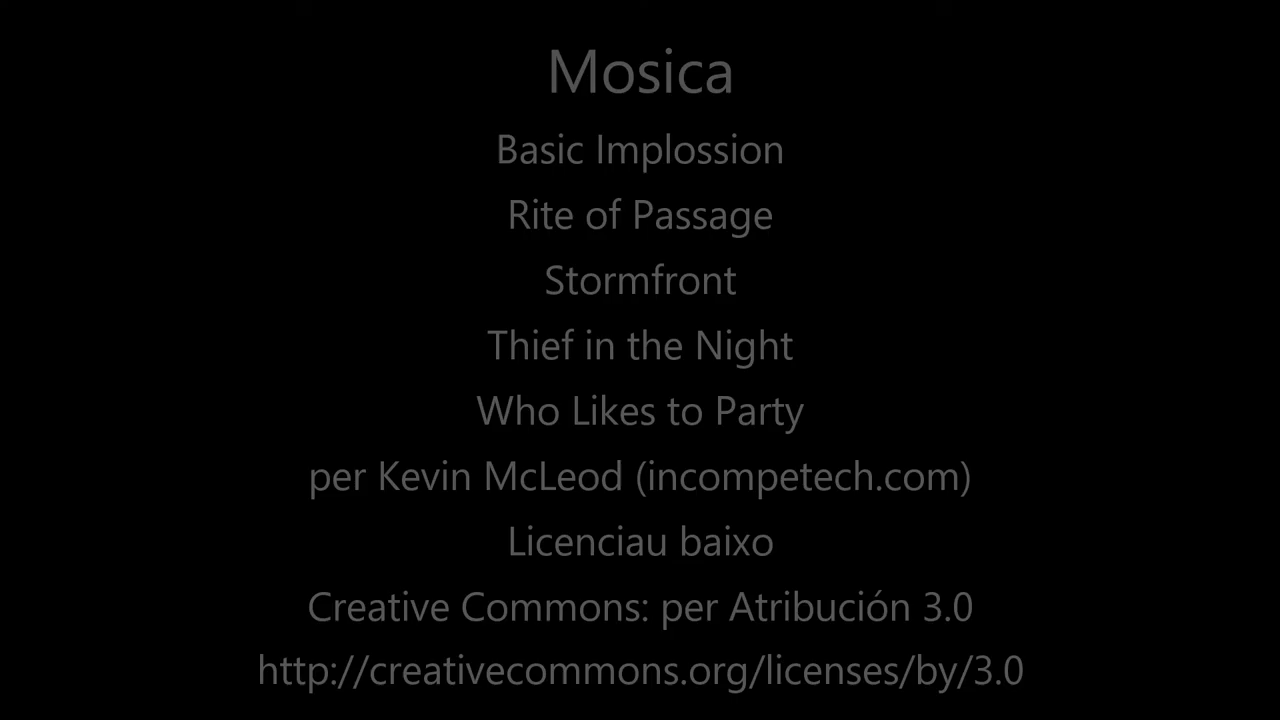 Mosica
Basic Implossion
Rite of Passage
Stormfront
Thief in the Night
Who Likes to Party
per Kevin McLeod (incompetech.com)
Licenciau baixo
Creative Commons: per Atribución 3.0
http://creativecommons.org/licenses/by/3.0